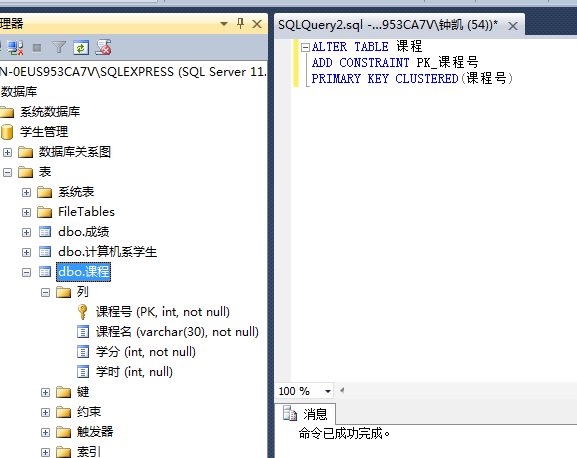 理器
SQLQuery2.sql -...953CA7V\钟凯 (54))*
N-0EUS953CA7V\SQLEXPRESS (SQL Server 11.
数据库
系统数据库
学生管理
数据库关系图
表
系统表
FileTables
dbo.成绩
dbo.计算机系学生
dbo.课程
列
课程号 (PK, int, not null)
课程名 (varchar(30), not null)
学分 (int, not null)
学时 (int, null)
键
约束
触发器
索引
ALTER TABLE 课程
ADD CONSTRAINT PK_课程号
PRIMARY KEY CLUSTERED(课程号)
100 %
消息
命令已成功完成。